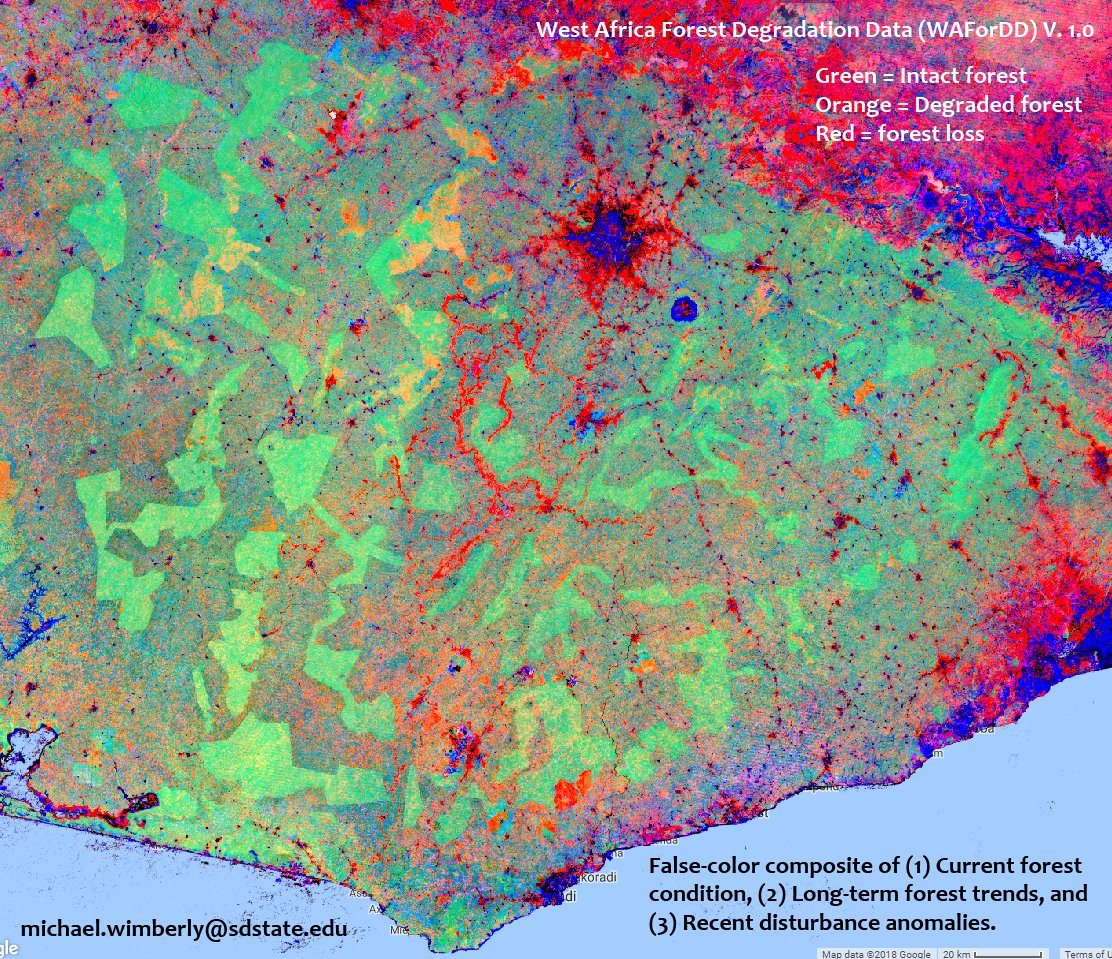 West Africa Forest Degradation Data (WAForDD) V. 1.0
Green = Intact forest
Orange = Degraded forest
Red = forest loss
koradi
False-color composite of (1) Current forest
condition, (2) Long-term forest trends, and
(3) Recent disturbance anomalies.
michael.wimberly@sdstate.edu
gle
Map data ©2018 Google
20 km
Terms of U